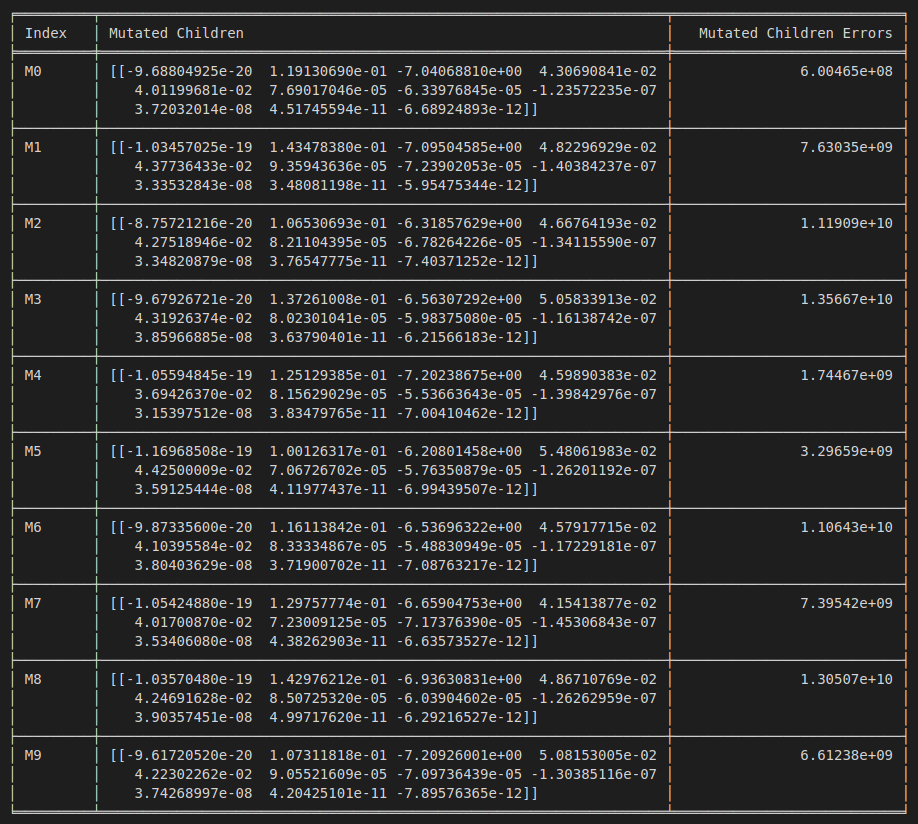 Index Mutated Children Mutated Children Errors
M0 [[-9.68804925e-20 1.19130690e-01 -7.04068810e+00 4.30690841e-02 6.00465e+08
4.01199681e-02 7.69017046e-05 -6.33976845e-05 -1.23572235e-07
3.72032014e-08 4.51745594e-11 -6.68924893e-12]]
M1 [[-1.03457025e-19 1.43478380e-01 -7.09504585e+00 4.82296929e-02 7.63035e+09
4.37736433e-02 9.35943636e-05 -7.23902053e-05 -1.40384237e-07
3.33532843e-08 3.48081198e-11 -5.95475344e-12]]
M2 [[-8.75721216e-20 1.06530693e-01 -6.31857629e+00 4.66764193e-02 1.11909e+10
4.27518946e-02 8.21104395e-05 -6.78264226e-05 -1.34115590e-07
3.34820879e-08 3.76547775e-11 -7.40371252e-12]]
M3 [[-9.67926721e-20 1.37261008e-01 -6.56307292e+00 5.05833913e-02 1.35667e+10
4.31926374e-02 8.02301041e-05 -5.98375080e-05 -1.16138742e-07
3.85966885e-08 3.63790401e-11 -6.21566183e-12]]
M4 [[-1.05594845e-19 1.25129385e-01 -7.20238675e+00 4.59890383e-02 1.74467e+09
3.69426370e-02 8.15629029e-05 -5.53663643e-05 -1.39842976e-07
3.15397512e-08 3.83479765e-11 -7.00410462e-12]]
M5 [[-1.16968508e-19 1.00126317e-01 -6.20801458e+00 5.48061983e-02 3.29659e+09
4.42500009e-02 7.06726702e-05 -5.76350879e-05 -1.26201192e-07
3.59125444e-08 4.11977437e-11 -6.99439507e-12]]
M6 [[-9.87335600e-20 1.16113842e-01 -6.53696322e+00 4.57917715e-02 1.10643e+10
4.10395584e-02 8.33334867e-05 -5.48830949e-05 -1.17229181e-07
3.80403629e-08 3.71900702e-11 -7.08763217e-12]]
M7 [[-1.05424880e-19 1.29757774e-01 -6.65904753e+00 4.15413877e-02 7.39542e+09
4.01700870e-02 7.23009125e-05 -7.17376390e-05 -1.45306843e-07
3.53406080e-08 4.38262903e-11 -6.63573527e-12]]
M8 [[-1.03570480e-19 1.42976212e-01 -6.93630831e+00 4.86710769e-02 1.30507e+10
4.24691628e-02 8.50725320e-05 -6.03904602e-05 -1.26262959e-07
3.90357451e-08 4.99717620e-11 -6.29216527e-12]]
M9 [[-9.61720520e-20 1.07311818e-01 -7.20926001e+00 5.08153005e-02 6.61238e+09
4.22302262e-02 9.05521609e-05 -7.09736439e-05 -1.30385116e-07
3.74268997e-08 4.20425101e-11 -7.89576365e-12]]